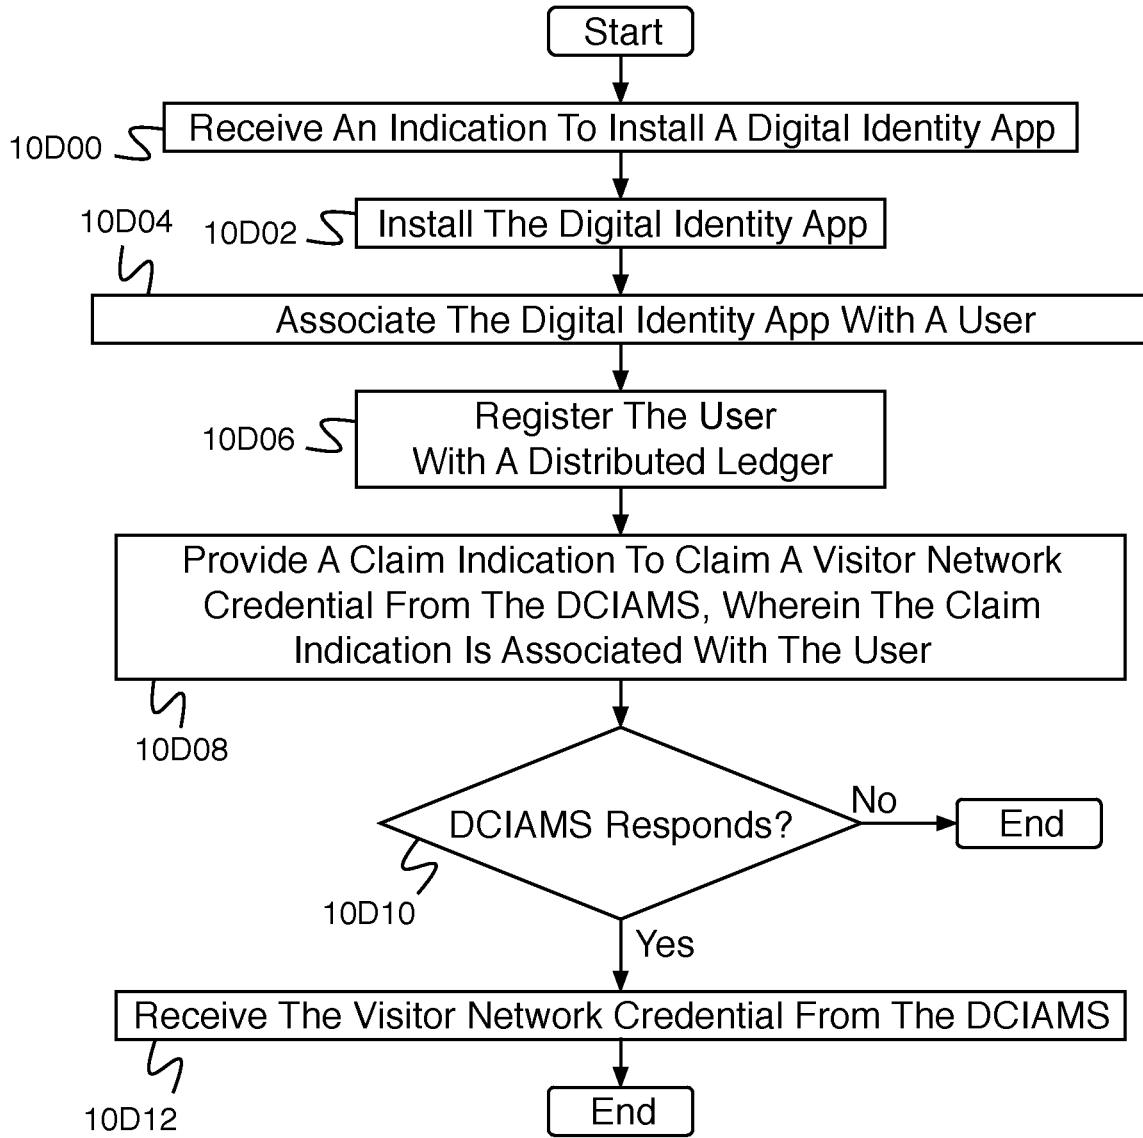 Start
Receive An Indication To Install A Digital Identity App
10D00
10D04
10D02
Install The Digital Identity App
Associate The Digital Identity App With A User
Register The User
With A Distributed Ledger
10D06
Provide A Claim Indication To Claim A Visitor Network
Credential From The DCIAMS, Wherein The Claim
Indication Is Associated With The User
10D08
DCIAMS Responds?
No
End
10D10
Yes
Receive The Visitor Network Credential From The DCIAMS
10D12
End